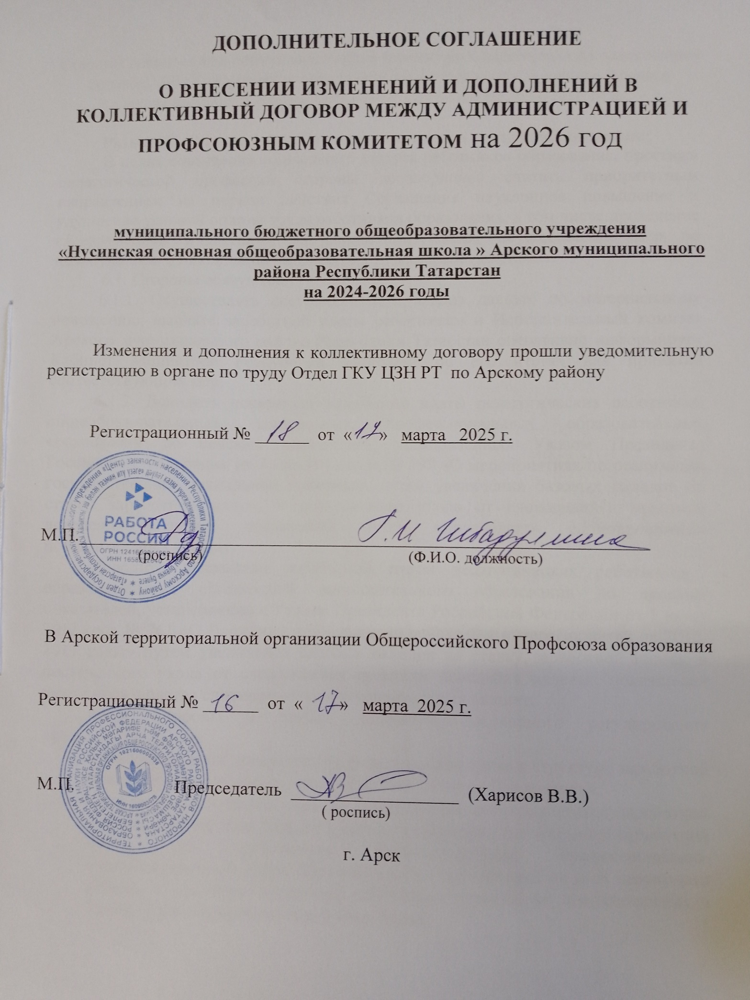 ДОПОЛНИТЕЛЬНОЕ СОГЛАШЕНИЕ
О ВНЕСЕНИИ ИЗМЕНЕНИЙ И ДОПОЛНЕНИЙ В
КОЛЛЕКТИВНЫЙ ДОГОВОР МЕЖДУ АДМИНИСТРАЦИЕЙ И
ПРОФСОЮЗНЫМ КОМИТЕТОМ на 2026 год
муниципального бюджетного общеобразовательного учреждения
«Нусинская основная общеобразовательная школа » Арского муниципального
района Республики Татарстан
на 2024-2026 годы
Изменения и дополнения к коллективному договору прошли уведомительную
регистрацию в органе по труду Отдел ГКУ ЦЗН РТ по Арскому району
Регистрационный № 18 от «17» марта 2025 г.
РАБОТА
РОССИИ
М.П.
Г.И
(роспись) (Ф.И.О. должность)
В Арской территориальной организации Общероссийского Профсоюза образования
Регистрационный № 16 от « 17» марта 2025 г.
ОГРН 1021600005536
М.П. Председатель (Харисов В.В.)
( роспись)
г. Арск